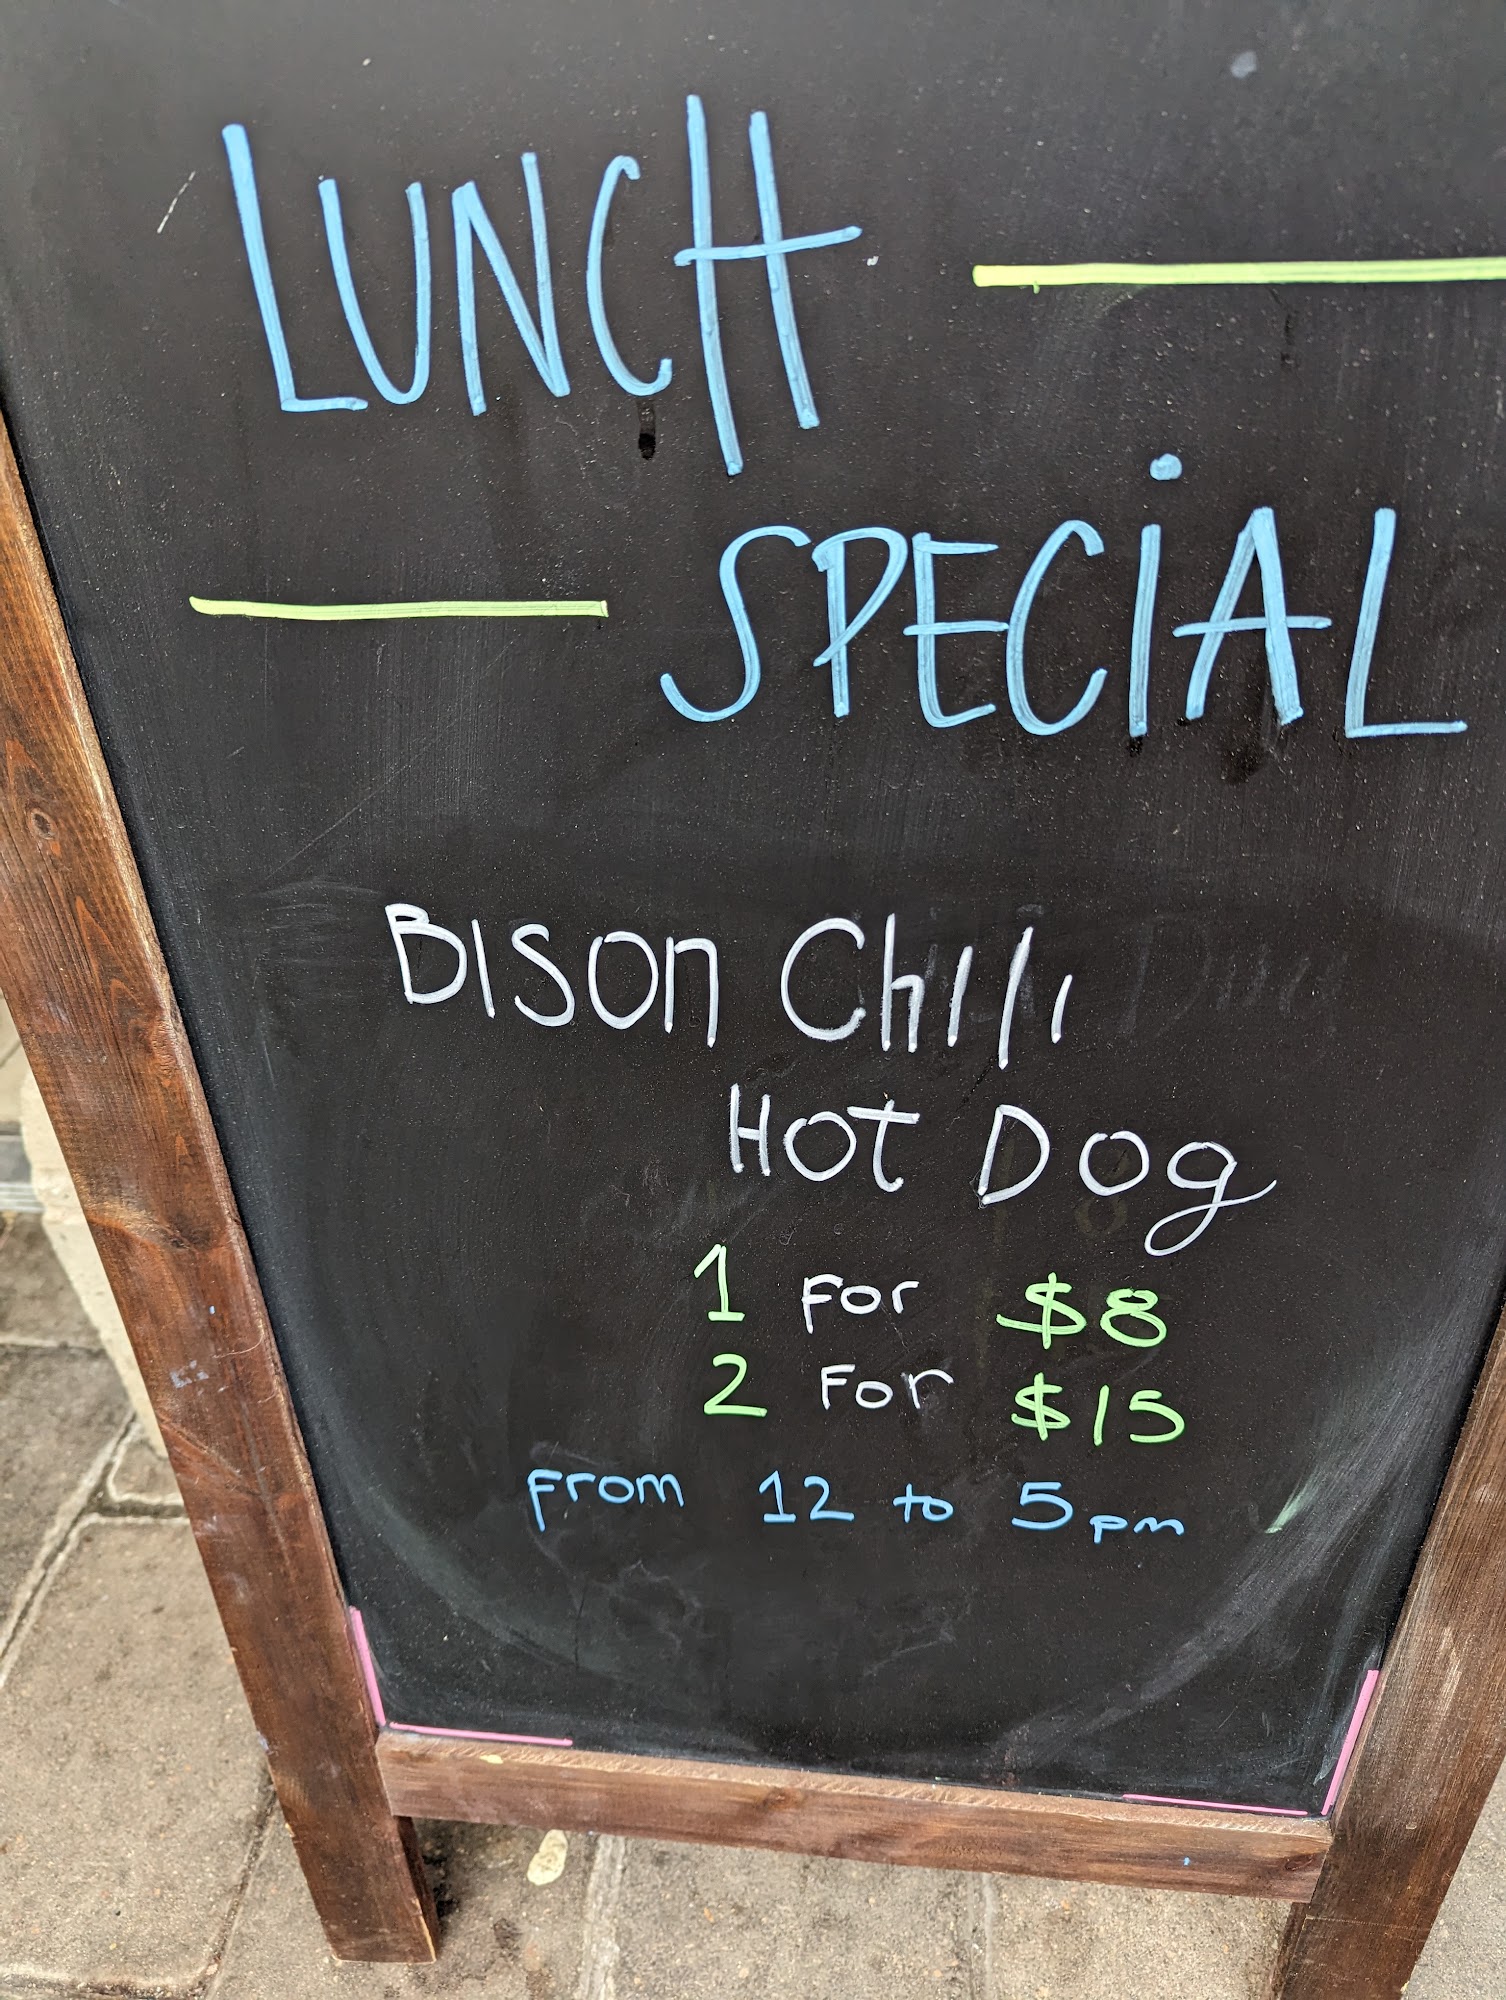 LUNCH
SPECiAL
BISON ChILI
HOT DOg
1 For $8
2 For $15
from 12 to 5pm